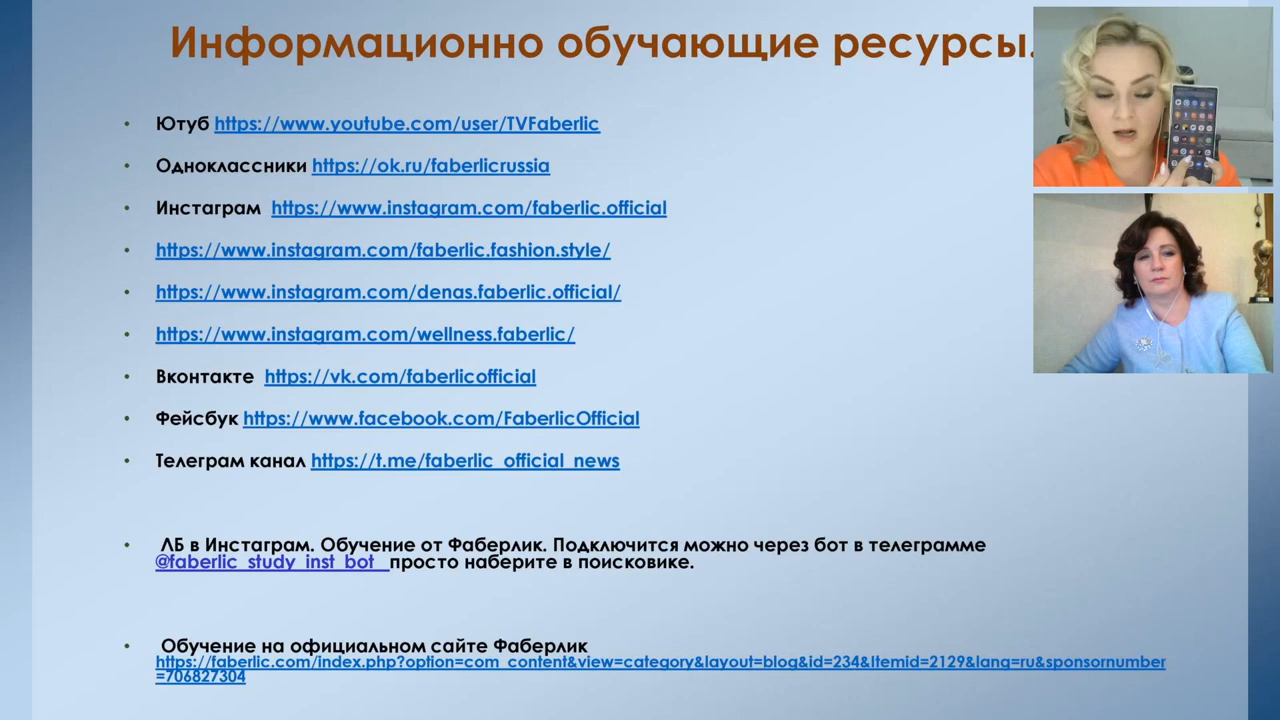 Информационно обучающие ресурсы.
• Ютуб https://www.youtube.com/user/TVFaberlic
• Одноклассники https://ok.ru/faberlicrussia
• Инстаграм https://www.instagram.com/faberlic.official
• https://www.instagram.com/faberlic.fashion.style/
• https://www.instagram.com/denas.faberlic.official/
• https://www.instagram.com/wellness.faberlic/
• Вконтакте https://vk.com/faberlicofficial
• Фейсбук https://www.facebook.com/FaberlicOfficial
• Телеграм канал https://t.me/faberlic_official_news
• ЛБ в Инстаграм. Обучение от Фаберлик. Подключится можно через бот в телеграмме
@faberlic_study_inst_bot_ просто наберите в поисковике.
• Обучение на официальном сайте Фаберлик
https://faberlic.com/index.php?option=com_content&view=category&layout=blog&id=234&Itemid=2129&lang=ru&sponsornumber
=706827304